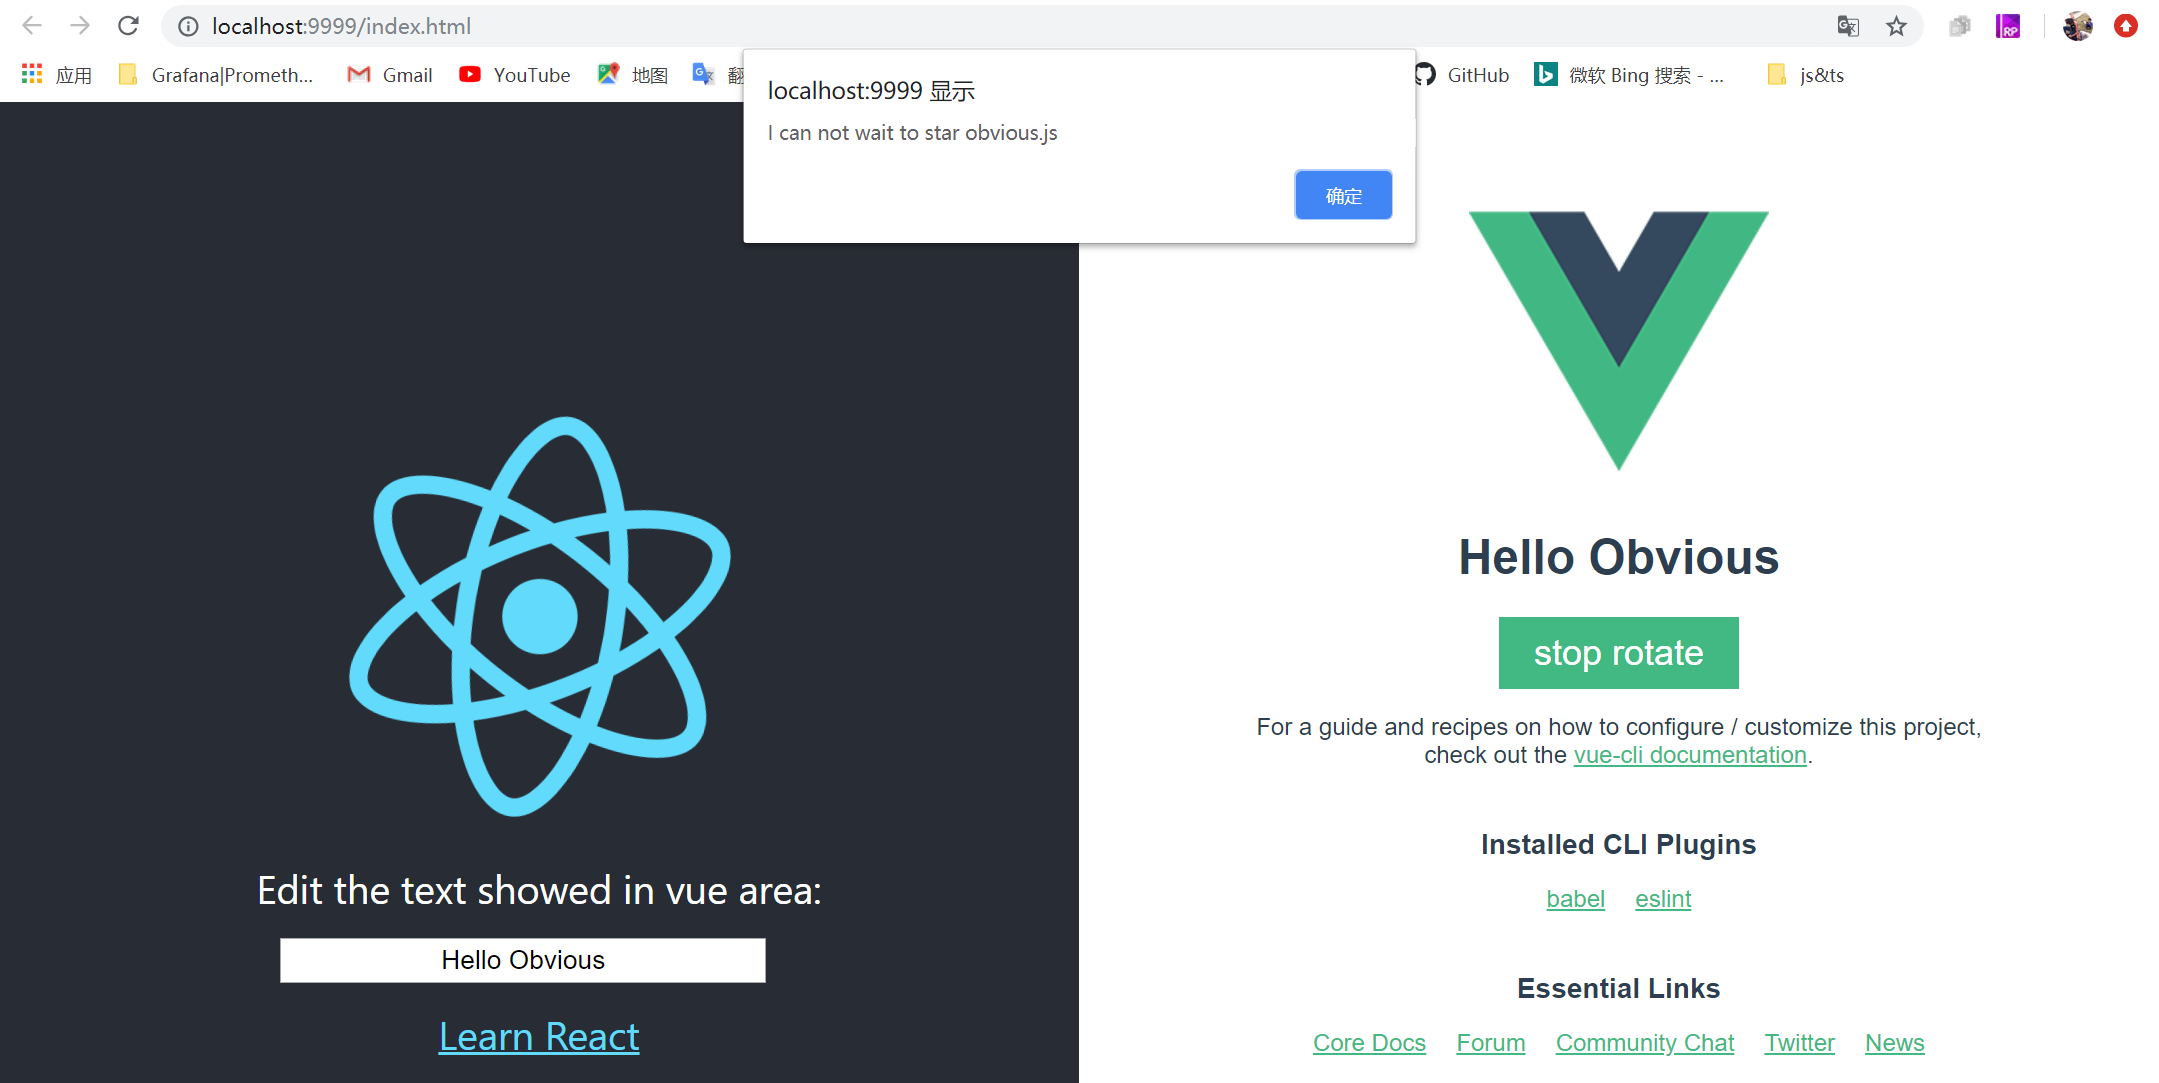 localhost:9999/index.html
应用 Grafana|Prometh... Gmail YouTube 地图 翻 GitHub 微软 Bing 搜索 - ... js&ts
RP
localhost:9999 显示
I can not wait to star obvious.js
确定
Edit the text showed in vue area:
Hello Obvious
Learn React
Hello Obvious
stop rotate
For a guide and recipes on how to configure / customize this project,
check out the vue-cli documentation.
Installed CLI Plugins
babel eslint
Essential Links
Core Docs Forum Community Chat Twitter News